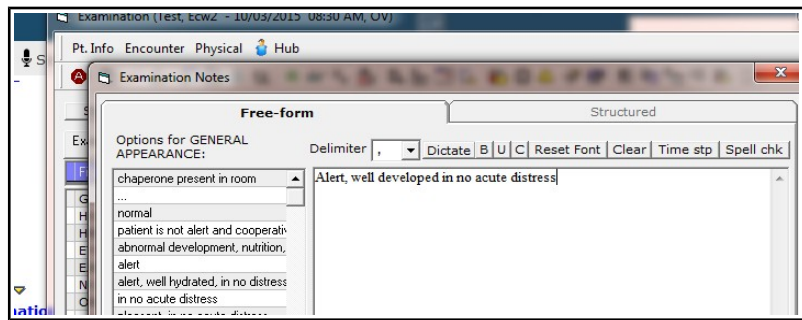 Examination (Test, Ecw2 - 10/03/2015 08:30 AM, OV)
Pt. Info Encounter Physical Hub
Examination Notes
Free-form
Structured
Options for GENERAL
APPEARANCE:
Delimiter , Dictate B U C Reset Font Clear Time stp Spell chk
chaperone present in room
...
normal
patient is not alert and cooperativ
abnormal development, nutrition,
alert
alert, well hydrated, in no distress
in no acute distress
Alert, well developed in no acute distress